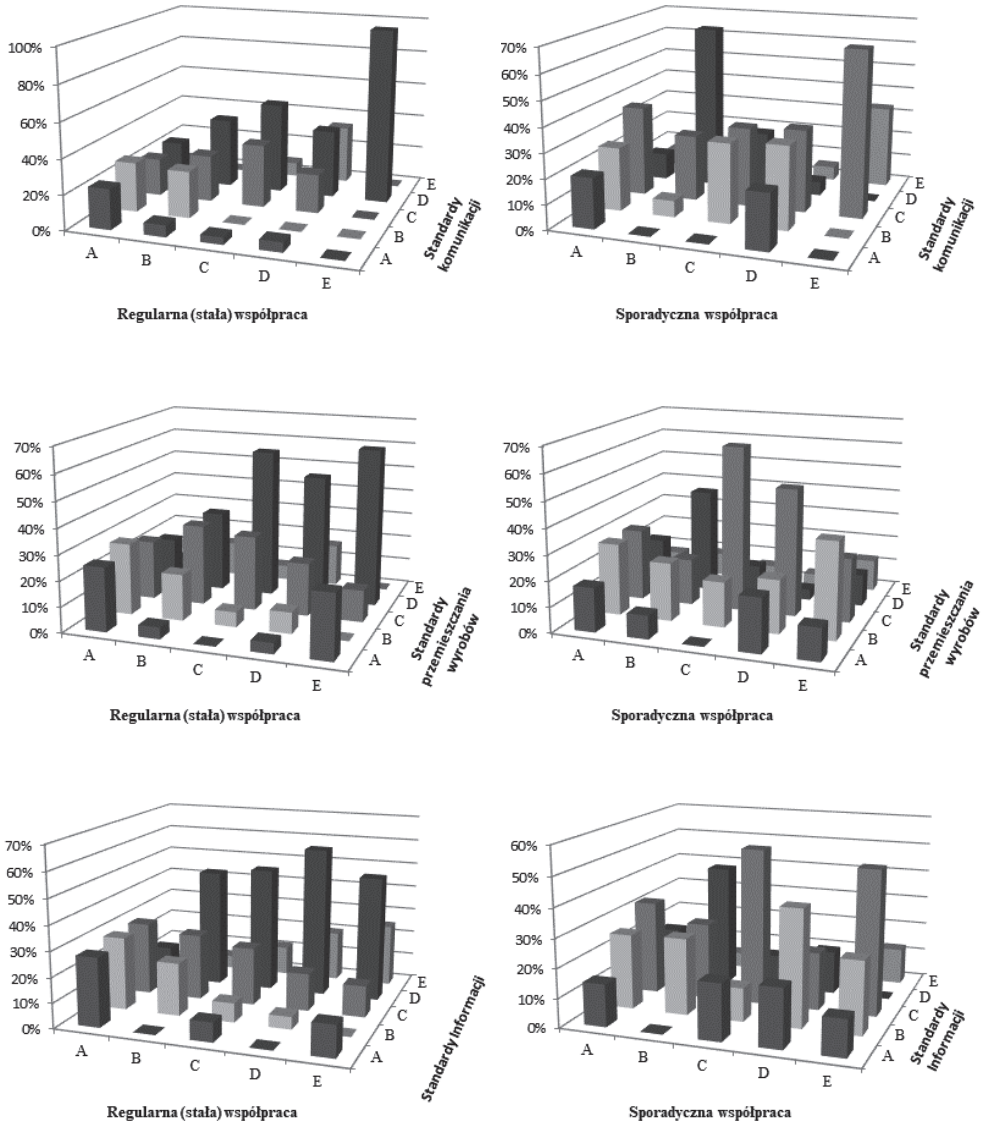 100%
80%
60%
40%
20%
0%
A
B
C
D
E
A
B
C
D
E
Standardy
komunikacji
Regularna (stała) współpraca
70%
60%
50%
40%
30%
20%
10%
0%
A
B
C
D
E
A
B
C
D
E
Standardy
komunikacji
Sporadyczna współpraca
70%
60%
50%
40%
30%
20%
10%
0%
A
B
C
D
E
A
B
C
D
E
Standardy
przemieszczania
wyrobów
Regularna (stała) współpraca
70%
60%
50%
40%
30%
20%
10%
0%
A
B
C
D
E
A
B
C
D
E
Standardy
przemieszczania
wyrobów
Sporadyczna współpraca
70%
60%
50%
40%
30%
20%
10%
0%
A
B
C
D
E
A
B
C
D
E
Standardy Informacji
Regularna (stała) współpraca
60%
50%
40%
30%
20%
10%
0%
A
B
C
D
E
A
B
C
D
E
Standardy
Informacji
Sporadyczna współpraca